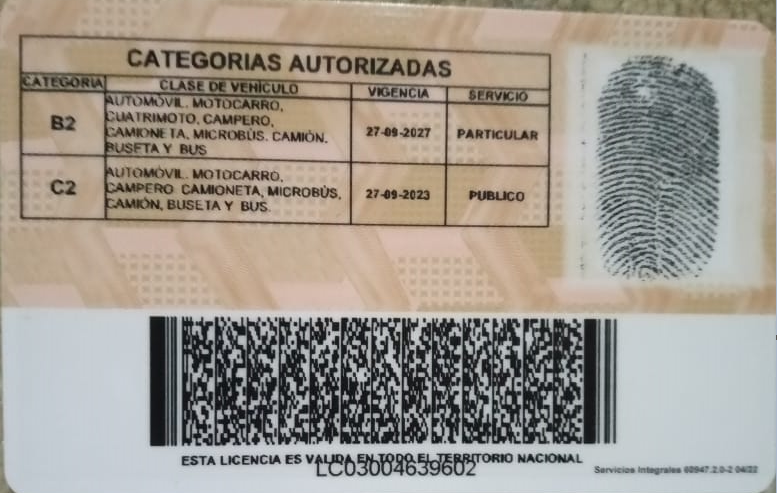 CATEGORIAS AUTORIZADAS
CATEGORIA CLASE DE VEHÍCULO VIGENCIA SERVICIO
B2 AUTOMÓVIL. MOTOCARRO, CUATRIMOTO, CAMPERO, CAMIONETA, MICROBÚS. CAMIÓN, BUSETA Y BUS 27-09-2027 PARTICULAR
C2 AUTOMÓVIL. MOTOCARRO, CAMPERO CAMIONETA, MICROBÚS, CAMIÓN, BUSETA Y BUS. 27-09-2023 PUBLICO
ESTA LICENCIA ES VALIDA EN TODO EL TERRITORIO NACIONAL
LC03004639602
Servicios Integrales 60947.2.0-2 04/22